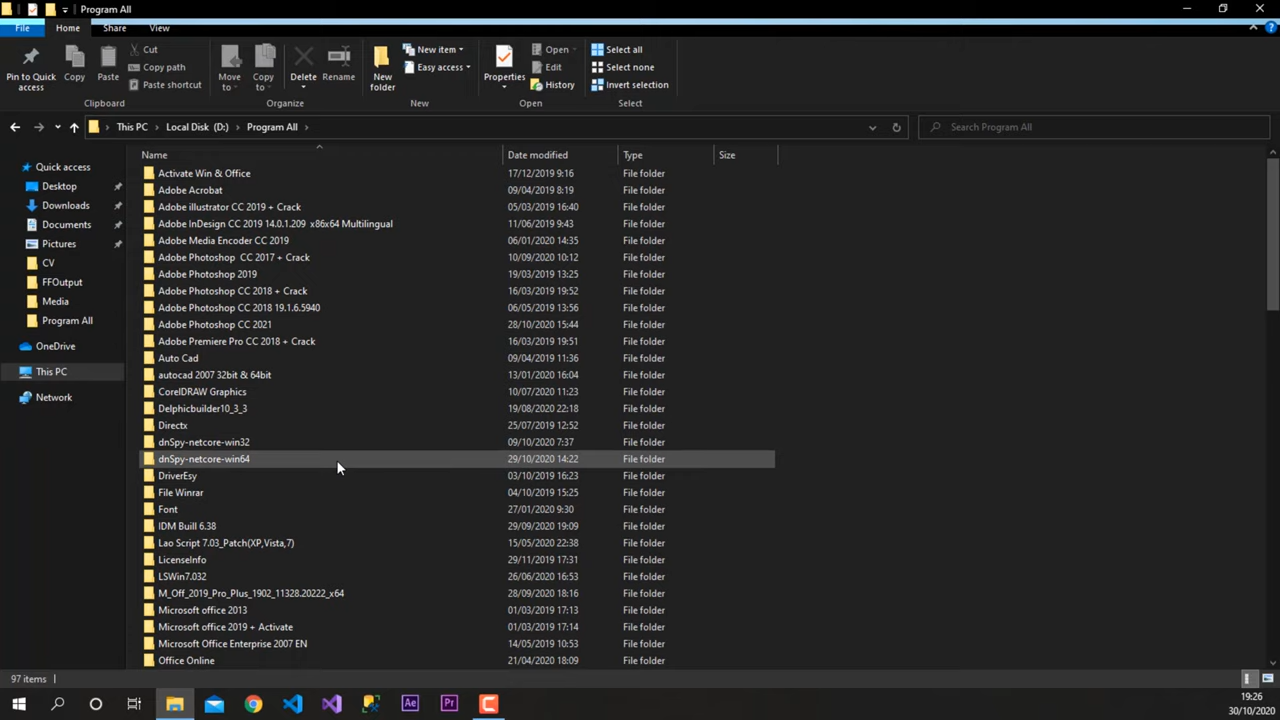 Program All
File Home Share View
Pin to Quick access
Copy
Paste
Cut
Copy path
Paste shortcut
Clipboard
Move to
Copy to
Delete
Rename
Organize
New folder
New item
Easy access
New
Properties
Open
Edit
History
Open
Select all
Select none
Invert selection
Select
This PC > Local Disk (D:) > Program All >
Search Program All
Quick access
Desktop
Downloads
Documents
Pictures
CV
FFOutput
Media
Program All
OneDrive
This PC
Network
Name Date modified Type Size
Activate Win & Office 17/12/2019 9:16 File folder
Adobe Acrobat 09/04/2019 8:19 File folder
Adobe illustrator CC 2019 + Crack 05/03/2019 16:40 File folder
Adobe InDesign CC 2019 14.0.1.209 x86x64 Multilingual 11/06/2019 9:43 File folder
Adobe Media Encoder CC 2019 06/01/2020 14:35 File folder
Adobe Photoshop CC 2017 + Crack 10/09/2020 10:12 File folder
Adobe Photoshop 2019 19/03/2019 13:25 File folder
Adobe Photoshop CC 2018 + Crack 16/03/2019 19:52 File folder
Adobe Photoshop CC 2018 19.1.6.5940 06/05/2019 13:56 File folder
Adobe Photoshop CC 2021 28/10/2020 15:44 File folder
Adobe Premiere Pro CC 2018 + Crack 16/03/2019 19:51 File folder
Auto Cad 09/04/2019 11:36 File folder
autocad 2007 32bit & 64bit 13/01/2020 16:04 File folder
CorelDRAW Graphics 10/07/2019 11:23 File folder
Delphicbuilder10_3_3 19/08/2020 22:18 File folder
Directx 25/07/2019 12:52 File folder
dnSpy-netcore-win32 09/10/2020 7:37 File folder
dnSpy-netcore-win64 29/10/2020 14:22 File folder
DriverEsy 03/10/2019 16:23 File folder
File Winrar 04/10/2019 15:25 File folder
Font 27/01/2020 9:30 File folder
IDM Buill 6.38 29/09/2020 19:09 File folder
Lao Script 7.03_Patch(XP,Vista,7) 15/05/2020 22:38 File folder
LicenseInfo 29/11/2019 17:31 File folder
LSWin7.032 26/06/2020 16:53 File folder
M_Off_2019_Pro_Plus_1902_11328.20222_x64 28/09/2020 18:16 File folder
Microsoft office 2013 01/03/2019 17:13 File folder
Microsoft office 2019 + Activate 01/03/2019 17:14 File folder
Microsoft Office Enterprise 2007 EN 14/05/2019 10:53 File folder
Office Online 21/04/2020 18:09 File folder
97 items
Ae Pr C
19:26
30/10/2020